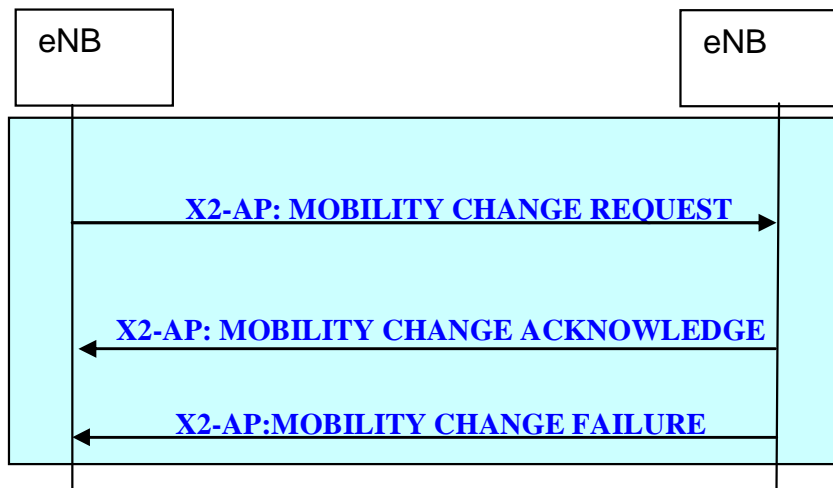 eNB
eNB
X2-AP: MOBILITY CHANGE REQUEST
X2-AP: MOBILITY CHANGE ACKNOWLEDGE
X2-AP:MOBILITY CHANGE FAILURE